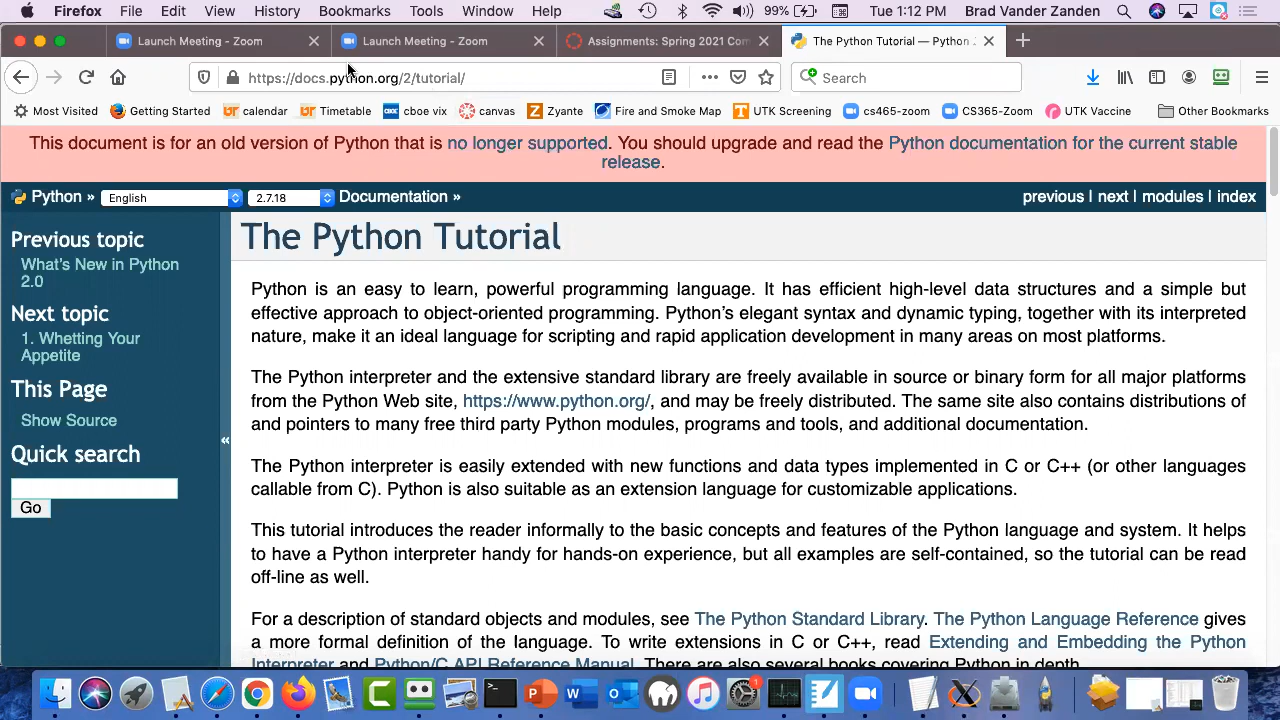 Firefox File Edit View History Bookmarks Tools Window Help 99% Tue 1:12 PM Brad Vander Zanden
Launch Meeting - Zoom Launch Meeting - Zoom Assignments: Spring 2021 Com The Python Tutorial — Python
https://docs.python.org/2/tutorial/ Search
Most Visited Getting Started calendar Timetable cboe vix canvas Zyante Fire and Smoke Map UTK Screening cs465-zoom CS365-Zoom UTK Vaccine Other Bookmarks
This document is for an old version of Python that is no longer supported. You should upgrade and read the Python documentation for the current stable
release.
Python » English 2.7.18 Documentation » previous | next | modules | index
Previous topic
What's New in Python
2.0
Next topic
1. Whetting Your
Appetite
This Page
Show Source
Quick search
Go
«
The Python Tutorial
Python is an easy to learn, powerful programming language. It has efficient high-level data structures and a simple but
effective approach to object-oriented programming. Python's elegant syntax and dynamic typing, together with its interpreted
nature, make it an ideal language for scripting and rapid application development in many areas on most platforms.
The Python interpreter and the extensive standard library are freely available in source or binary form for all major platforms
from the Python Web site, https://www.python.org/, and may be freely distributed. The same site also contains distributions of
and pointers to many free third party Python modules, programs and tools, and additional documentation.
The Python interpreter is easily extended with new functions and data types implemented in C or C++ (or other languages
callable from C). Python is also suitable as an extension language for customizable applications.
This tutorial introduces the reader informally to the basic concepts and features of the Python language and system. It helps
to have a Python interpreter handy for hands-on experience, but all examples are self-contained, so the tutorial can be read
off-line as well.
For a description of standard objects and modules, see The Python Standard Library. The Python Language Reference gives
a more formal definition of the language. To write extensions in C or C++, read Extending and Embedding the Python
Interpreter and Python/C API Reference Manual. There are also several books covering Python in depth.